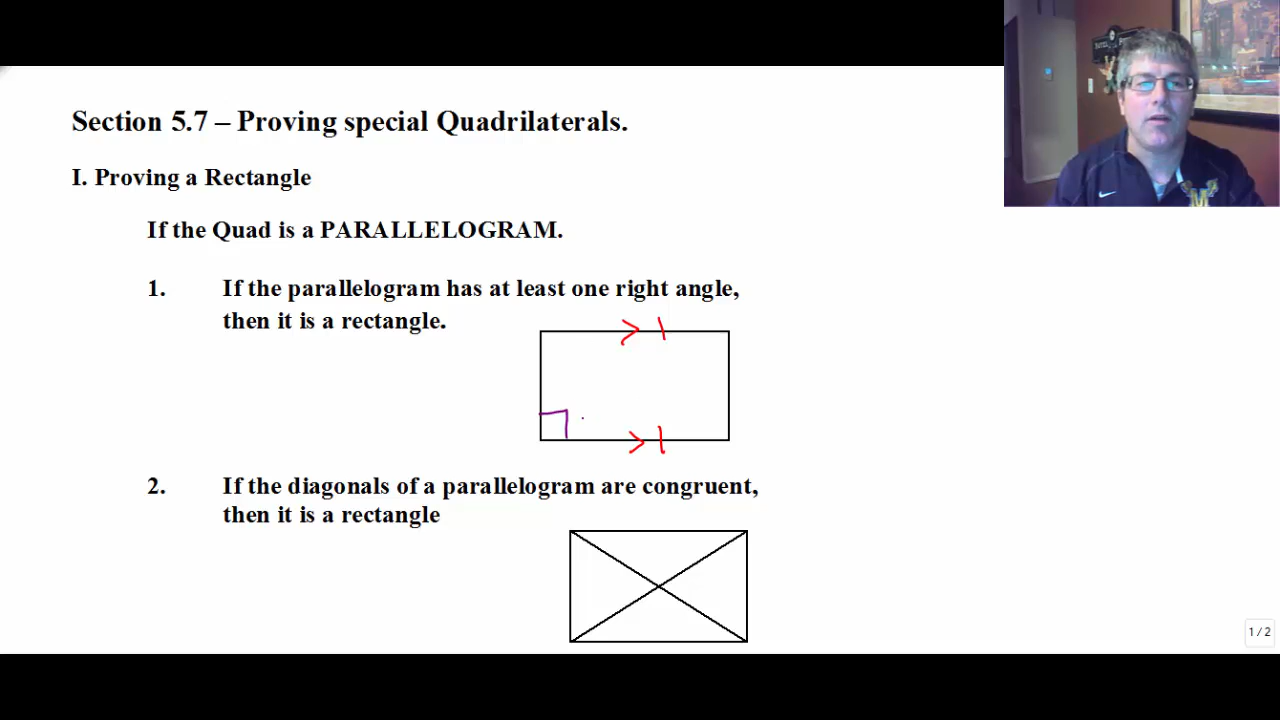 Section 5.7 – Proving special Quadrilaterals.
I. Proving a Rectangle
If the Quad is a PARALLELOGRAM.
1. If the parallelogram has at least one right angle,
then it is a rectangle.
2. If the diagonals of a parallelogram are congruent,
then it is a rectangle
1 / 2
M